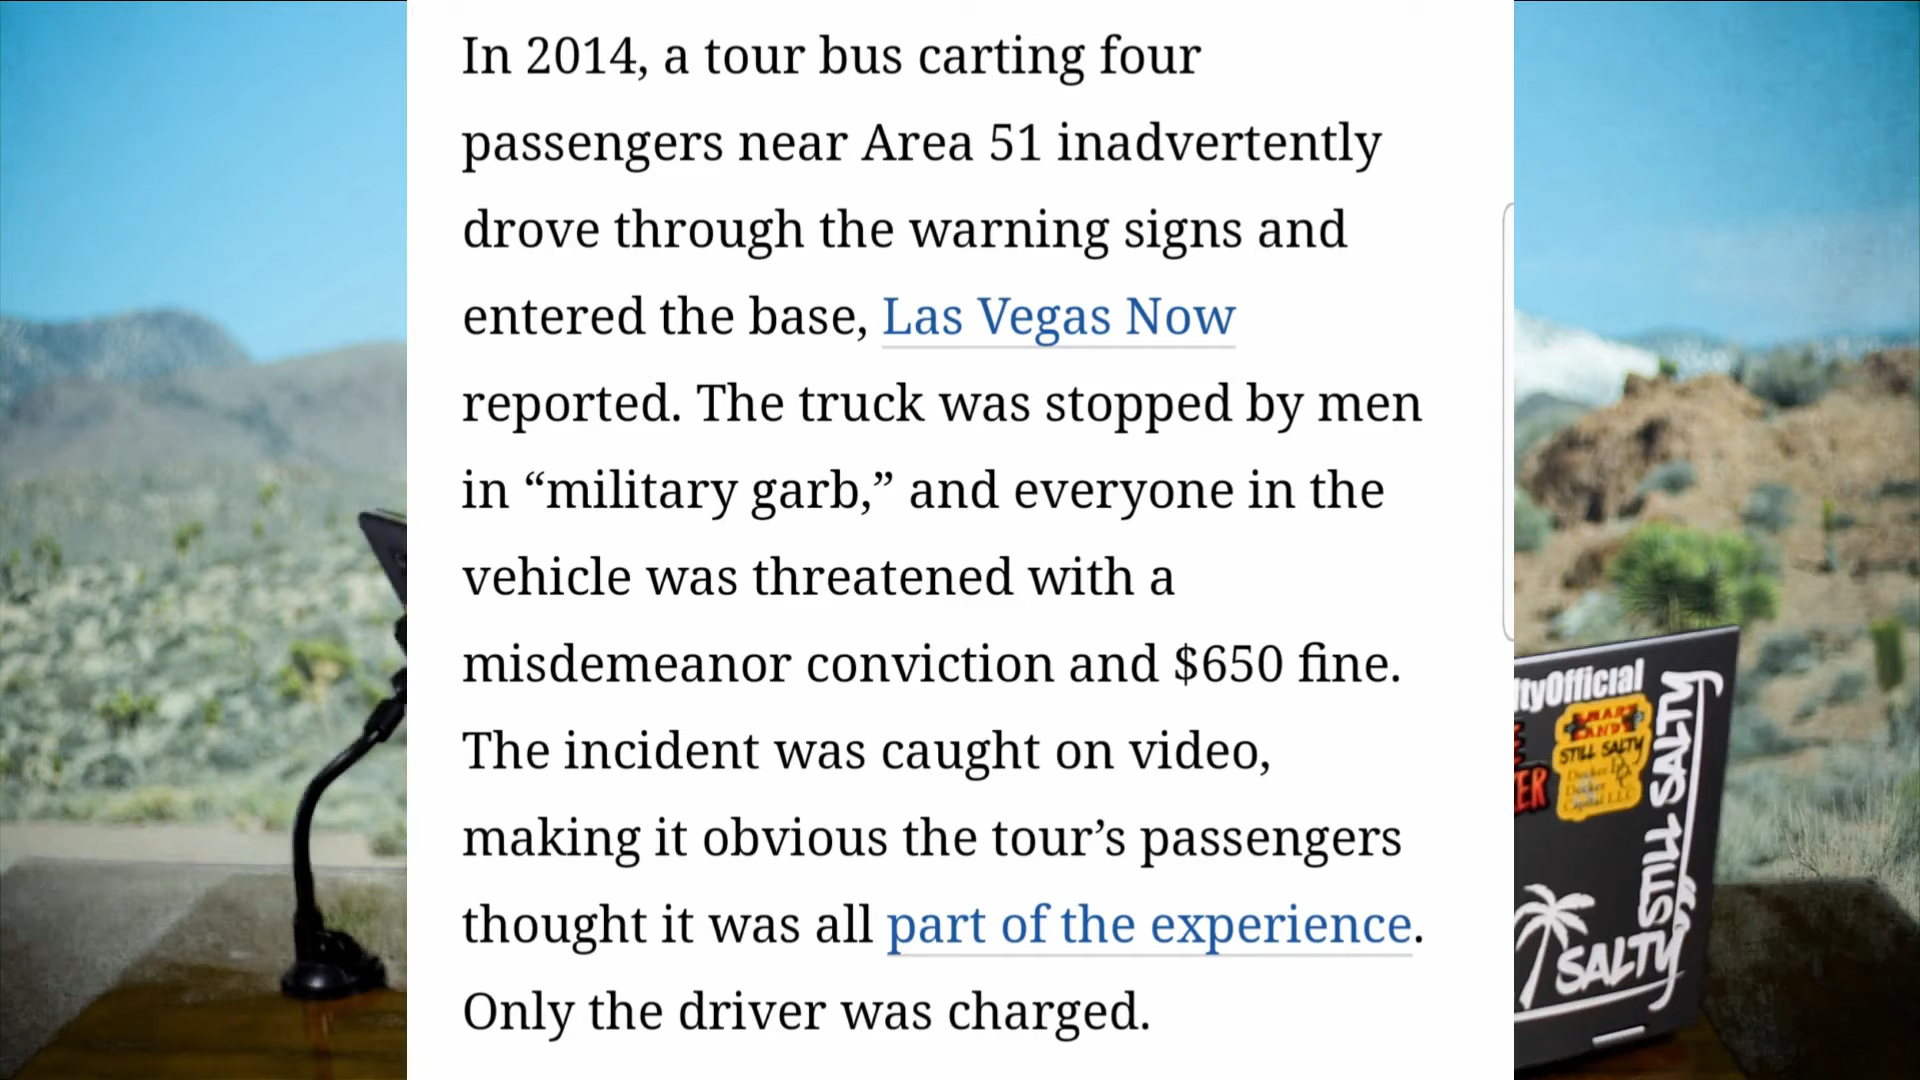 In 2014, a tour bus carting four
passengers near Area 51 inadvertently
drove through the warning signs and
entered the base, Las Vegas Now
reported. The truck was stopped by men
in “military garb,” and everyone in the
vehicle was threatened with a
misdemeanor conviction and $650 fine.
The incident was caught on video,
making it obvious the tour’s passengers
thought it was all part of the experience.
Only the driver was charged.
ltyOfficial
STILL SALTY
ER
STILL SALTY
SALTY